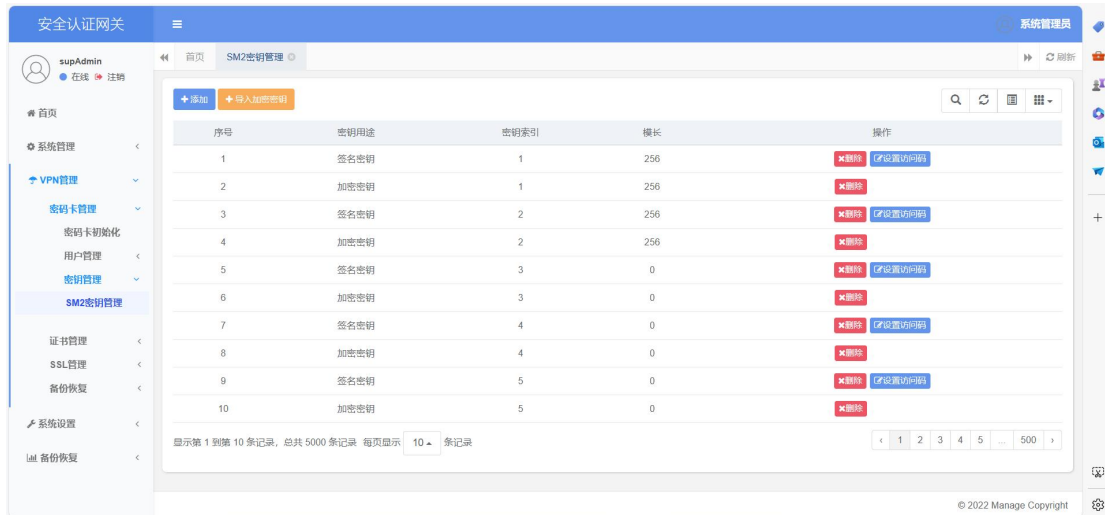 安全认证网关
系统管理员
supAdmin
在线 注销
首页 SM2密钥管理 刷新
首页
系统管理
VPN管理
密码卡管理
密码卡初始化
用户管理
密钥管理
SM2密钥管理
证书管理
SSL管理
备份恢复
系统设置
备份恢复
+添加 +导入加密密钥
序号 密钥用途 密钥索引 模长 操作
1 签名密钥 1 256 删除 设置访问码
2 加密密钥 1 256 删除
3 签名密钥 2 256 删除 设置访问码
4 加密密钥 2 256 删除
5 签名密钥 3 0 删除 设置访问码
6 加密密钥 3 0 删除
7 签名密钥 4 0 删除 设置访问码
8 加密密钥 4 0 删除
9 签名密钥 5 0 删除 设置访问码
10 加密密钥 5 0 删除
显示第 1 到第 10 条记录，总共 5000 条记录 每页显示 10 条记录
‹ 1 2 3 4 5 ... 500 ›
© 2022 Manage Copyright